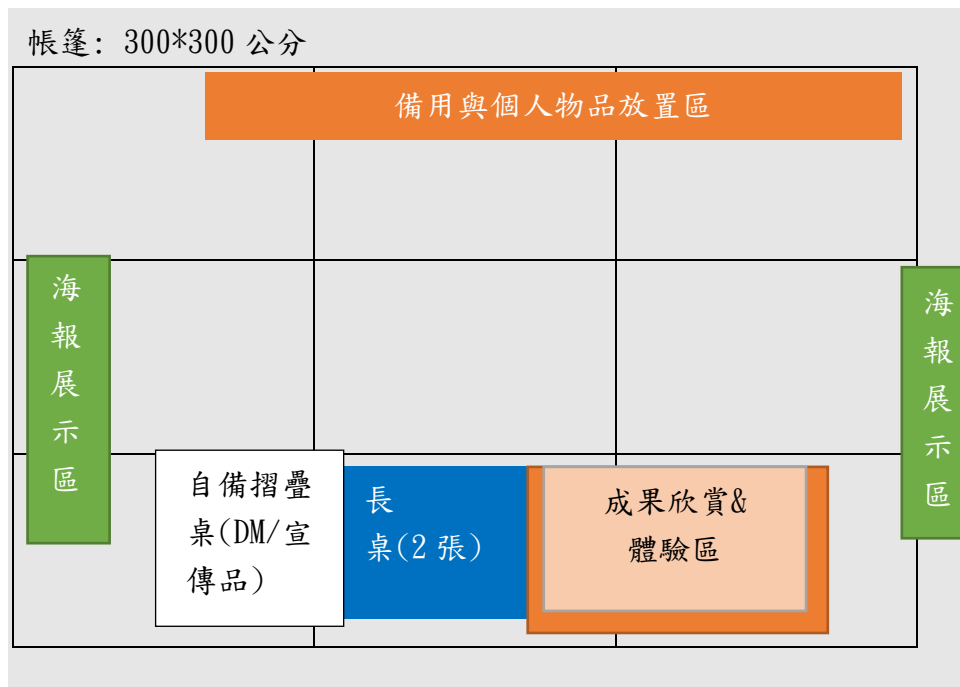 帳篷: 300*300 公分
備用與個人物品放置區
海
報
展
示
區
海
報
展
示
區
自備摺疊
桌(DM/宣
傳品)
長
桌(2 張)
成果欣賞&
體驗區